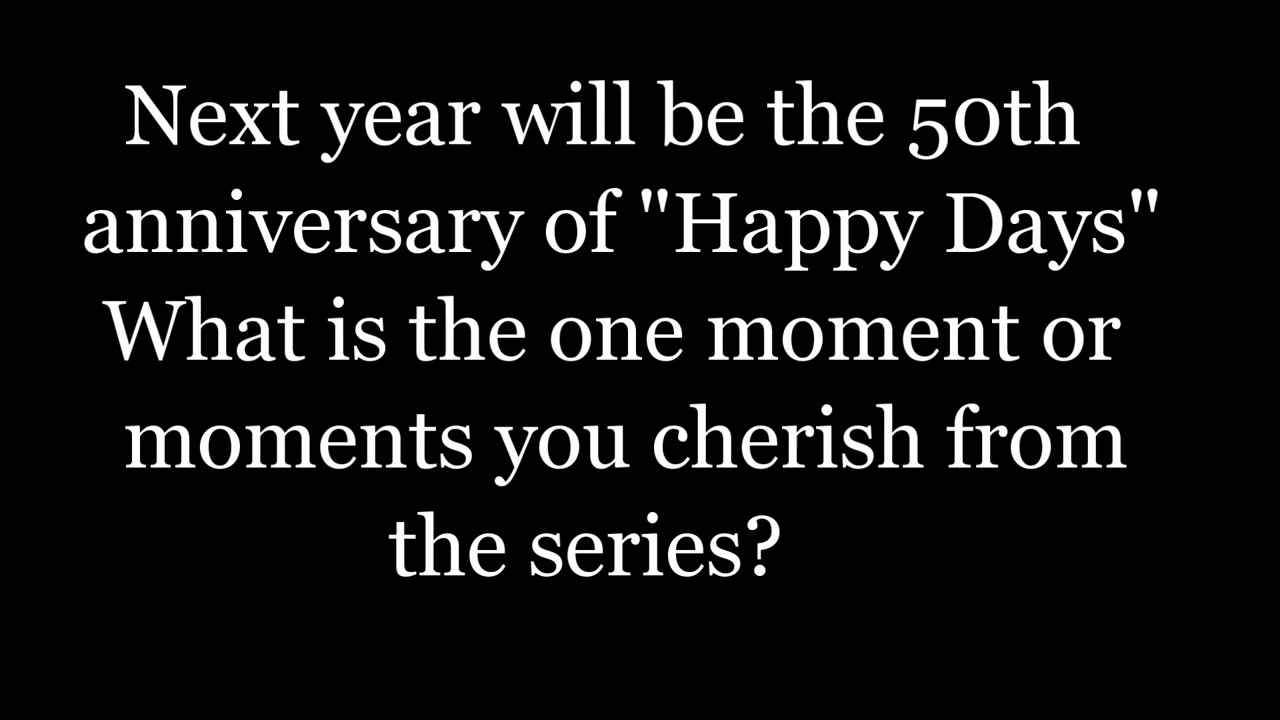 Next year will be the 50th
anniversary of "Happy Days"
What is the one moment or
moments you cherish from
the series?